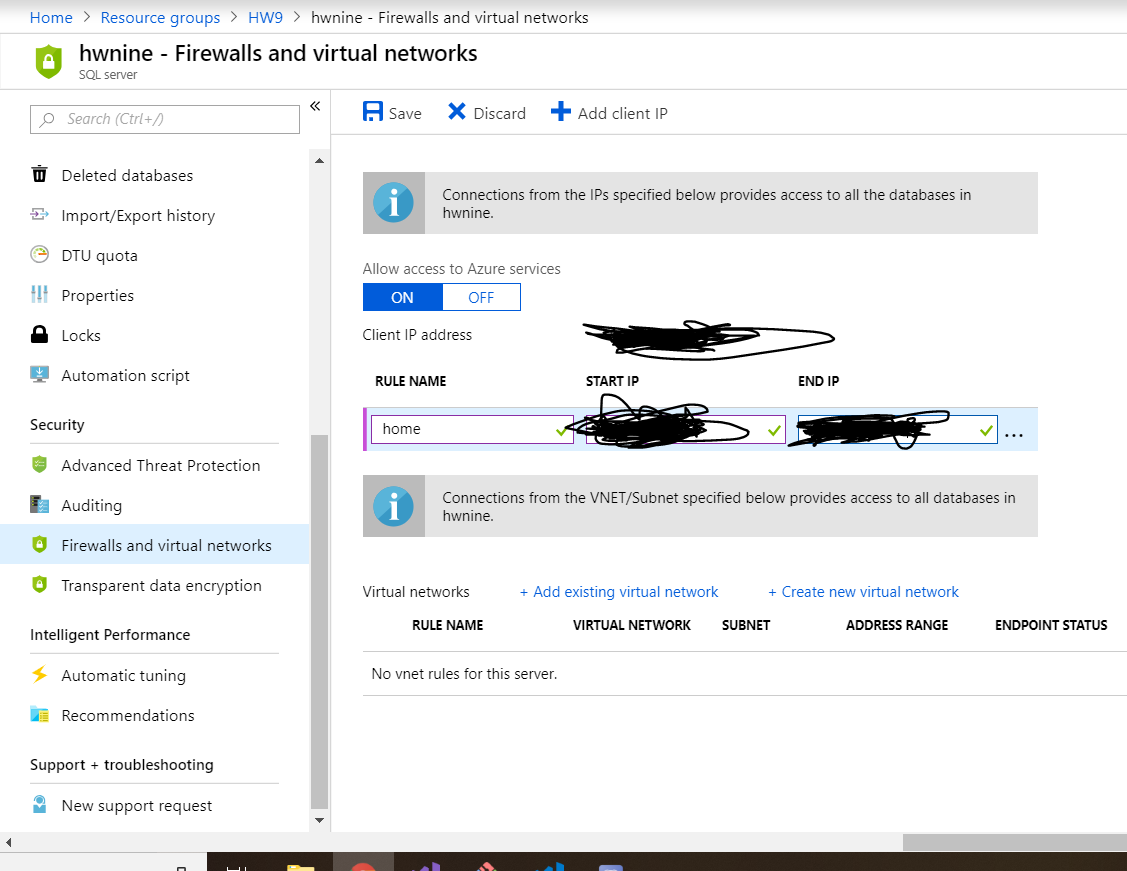 Home > Resource groups > HW9 > hwnine - Firewalls and virtual networks
hwnine - Firewalls and virtual networks
SQL server
Search (Ctrl+/)
«
Deleted databases
Import/Export history
DTU quota
Properties
Locks
Automation script
Security
Advanced Threat Protection
Auditing
Firewalls and virtual networks
Transparent data encryption
Intelligent Performance
Automatic tuning
Recommendations
Support + troubleshooting
New support request
Save Discard Add client IP
Connections from the IPs specified below provides access to all the databases in
hwnine.
Allow access to Azure services
ON OFF
Client IP address
RULE NAME START IP END IP
home ...
Connections from the VNET/Subnet specified below provides access to all databases in
hwnine.
Virtual networks + Add existing virtual network + Create new virtual network
RULE NAME VIRTUAL NETWORK SUBNET ADDRESS RANGE ENDPOINT STATUS
No vnet rules for this server.